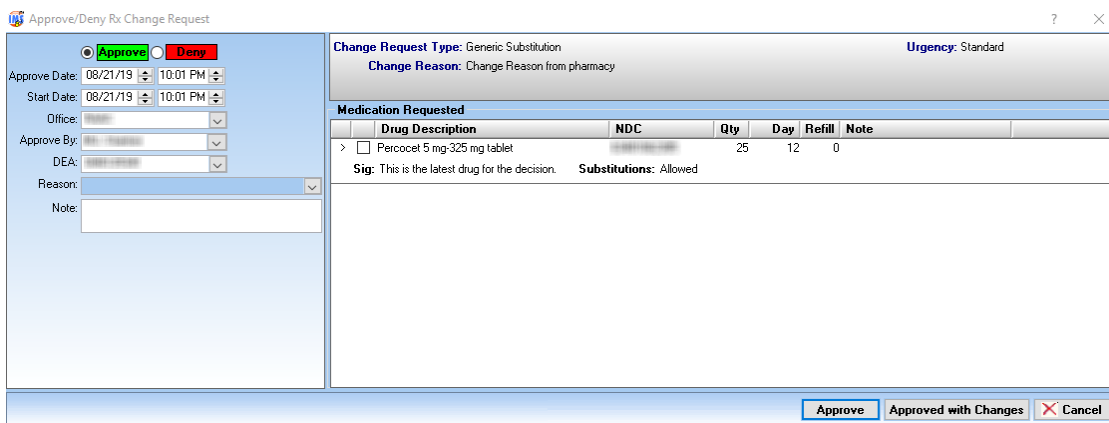 IMS Approve/Deny Rx Change Request ?
Approve Deny
Approve Date: 08/21/19 10:01 PM
Start Date: 08/21/19 10:01 PM
Office:
Approve By:
DEA:
Reason:
Note:
Change Request Type: Generic Substitution Urgency: Standard
Change Reason: Change Reason from pharmacy
Medication Requested
Drug Description NDC Qty Day Refill Note
> Percocet 5 mg-325 mg tablet 25 12 0
Sig: This is the latest drug for the decision. Substitutions: Allowed
Approve Approved with Changes Cancel